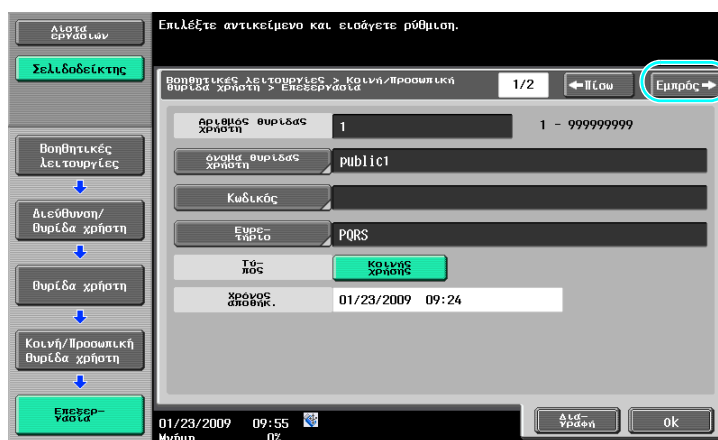 Λίστα
εργασιών
Επιλέξτε αντικείμενο και εισάγετε ρύθμιση.
Σελιδοδείκτης
Βοηθητικές λειτουργίες > Κοινή/Προσωπική
θυρίδα χρήστη > Επεξεργασία
1/2
Πίσω
Εμπρός
Αριθμός θυρίδας
χρήστη
1
1 - 999999999
όνομα θυρίδας
χρήστη
public1
Κωδικός
Ευρε-
τήριο
PQRS
Τύ-
πος
Κοινής
χρήσης
Χρόνος
αποθήκ.
01/23/2009 09:24
Βοηθητικές
λειτουργίες
Διεύθυνση/
θυρίδα χρήστη
θυρίδα χρήστη
Κοινή/Προσωπική
θυρίδα χρήστη
Επεξερ-
γασία
01/23/2009 09:55
Μνήμη 0%
Δια-
γραφή
ok